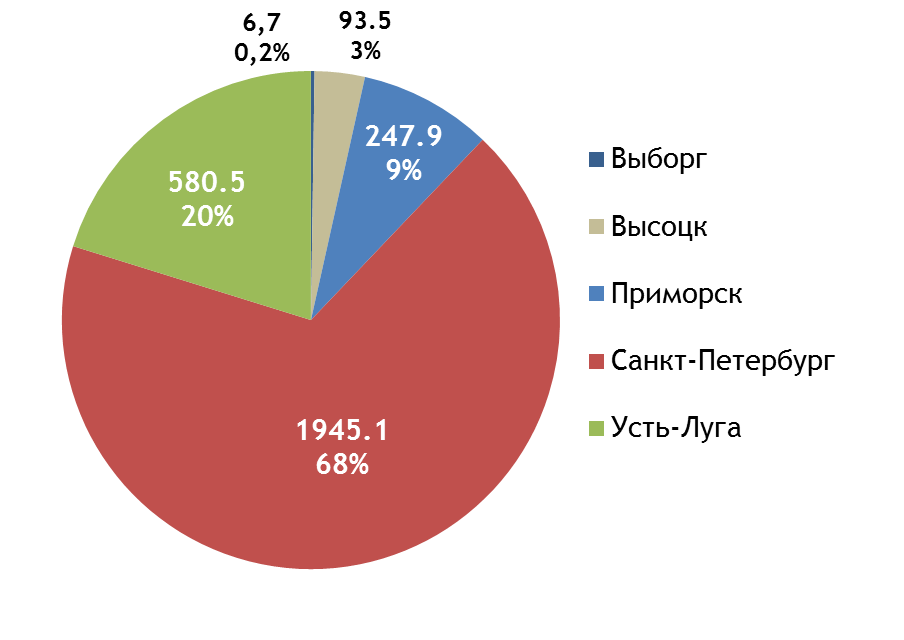 6,7
0,2%
93.5
3%
247.9
9%
580.5
20%
1945.1
68%
Выборг
Высоцк
Приморск
Санкт-Петербург
Усть-Луга